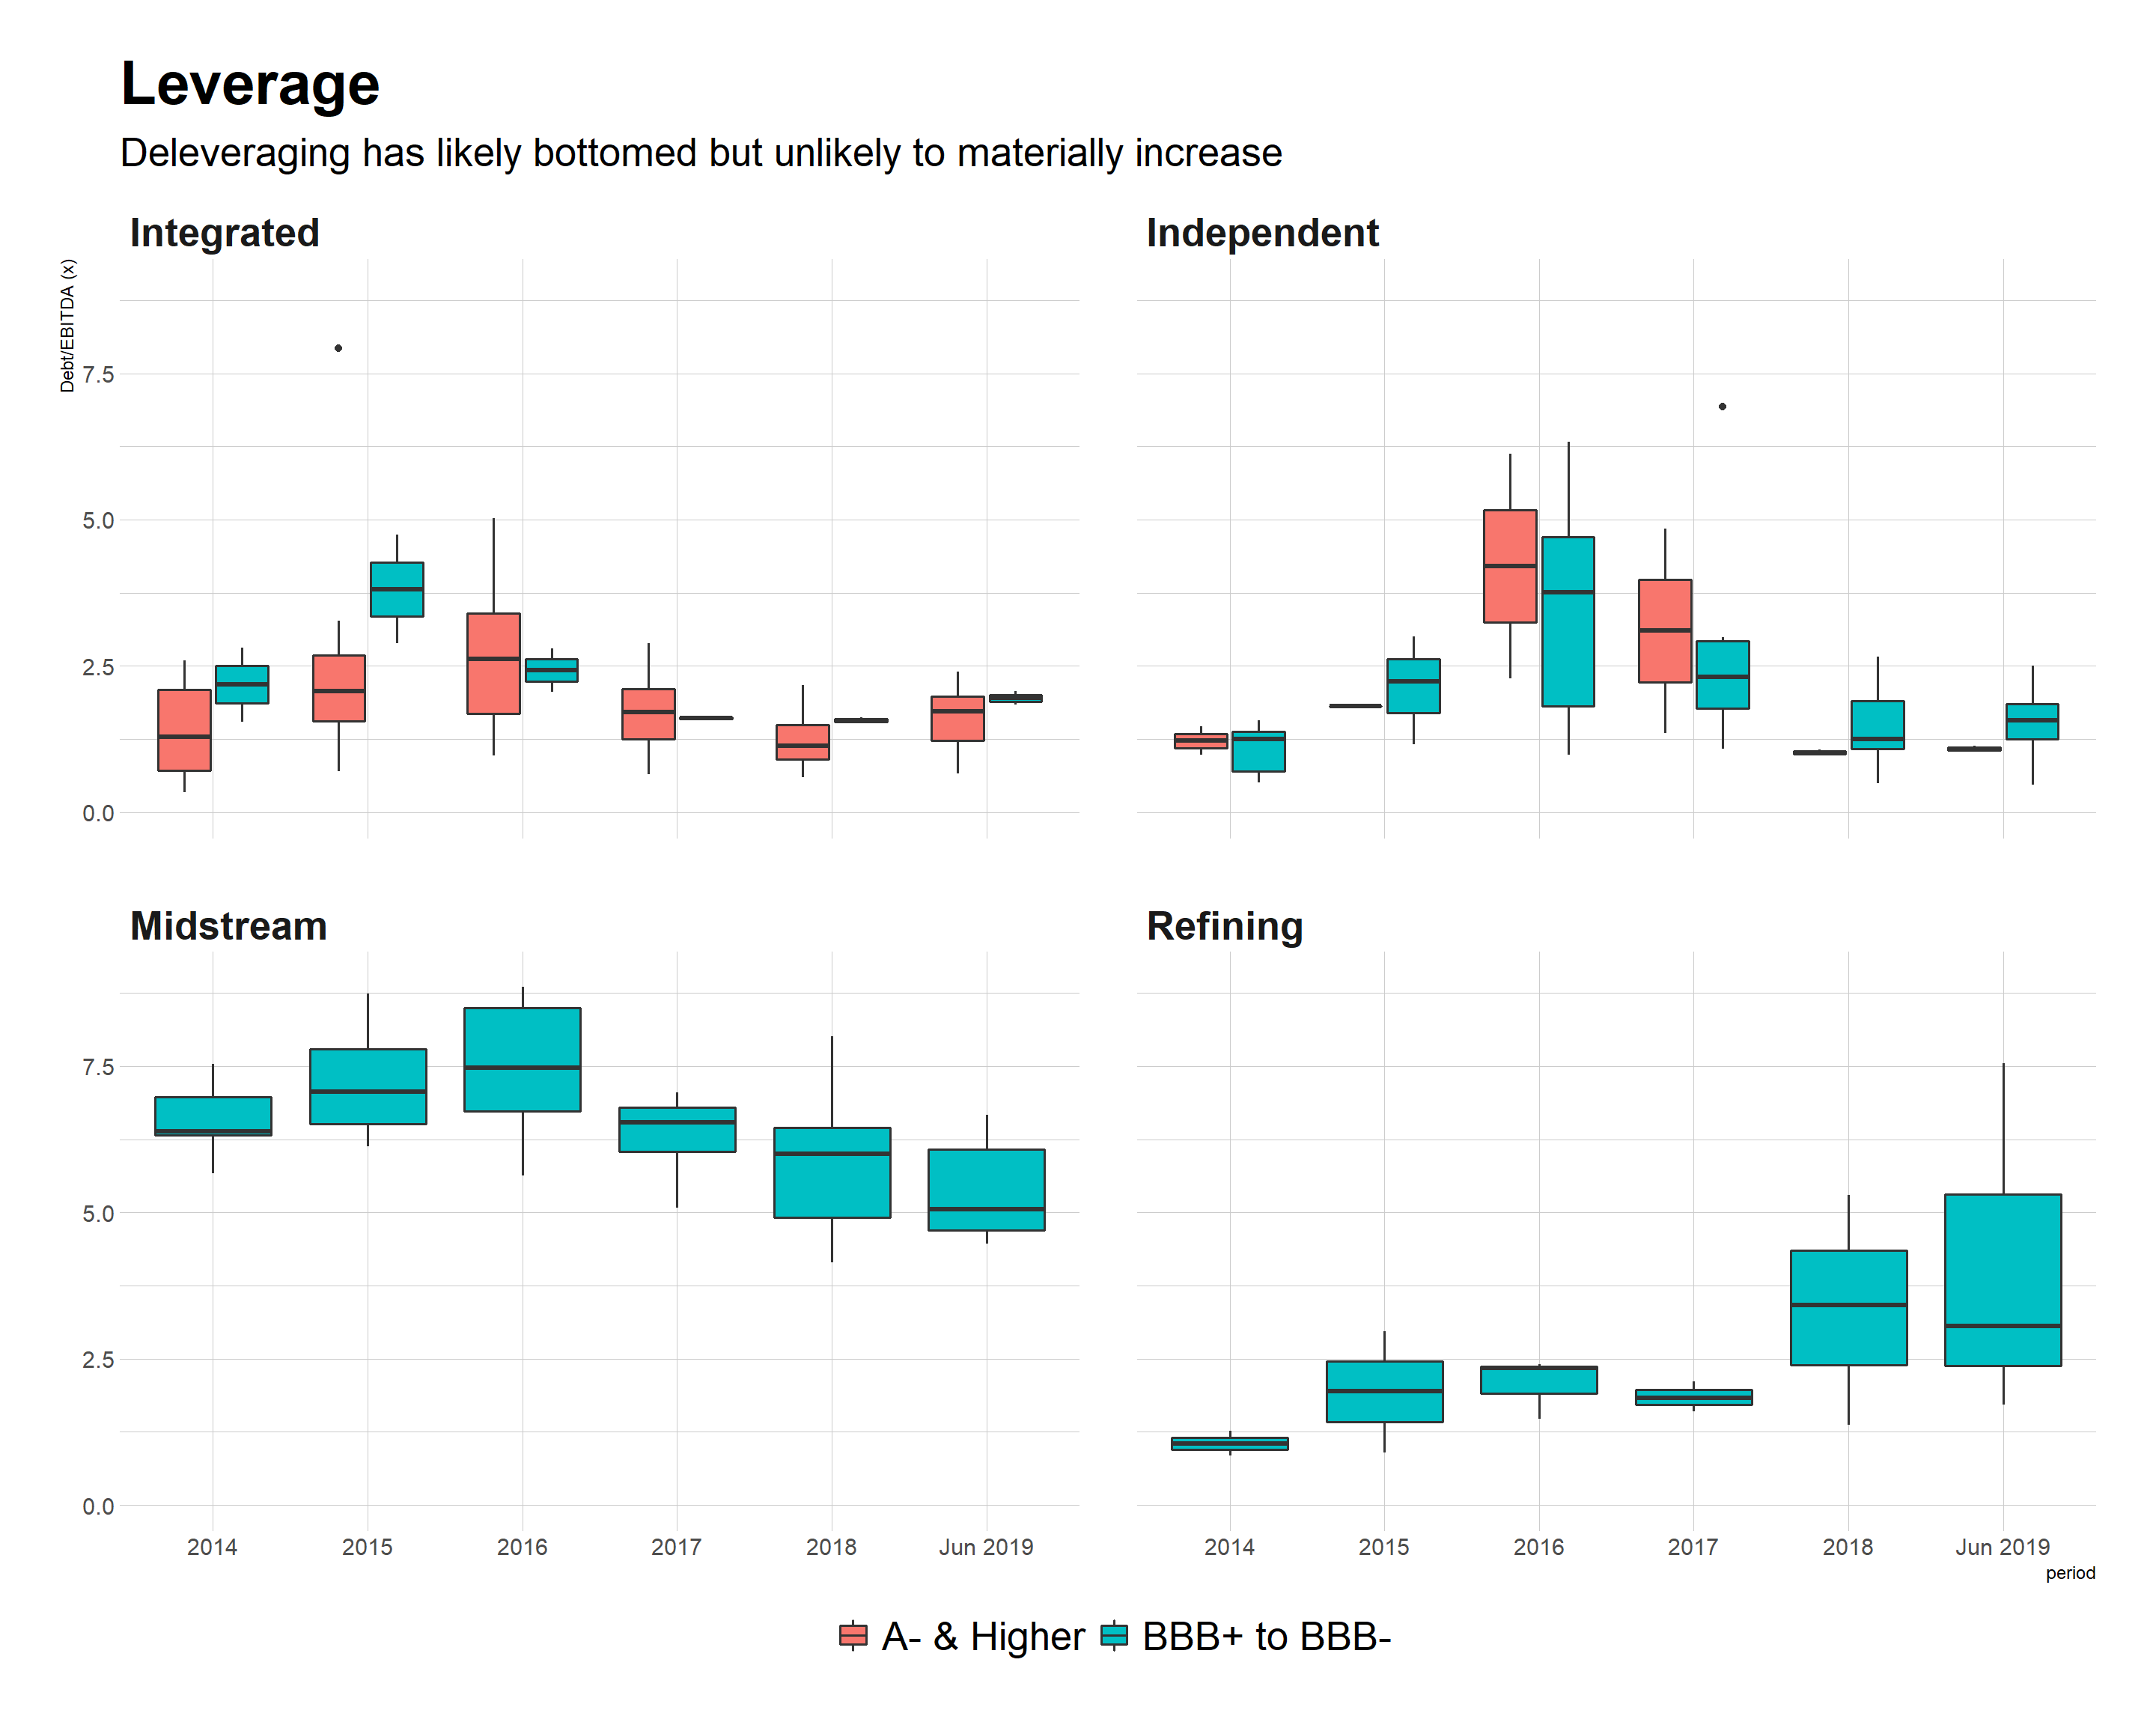 Leverage
Deleveraging has likely bottomed but unlikely to materially increase
Integrated
Independent
Debt/EBITDA (x)
7.5
5.0
2.5
0.0
Midstream
Refining
7.5
5.0
2.5
0.0
2014 2015 2016 2017 2018 Jun 2019
2014 2015 2016 2017 2018 Jun 2019
period
A- & Higher BBB+ to BBB-